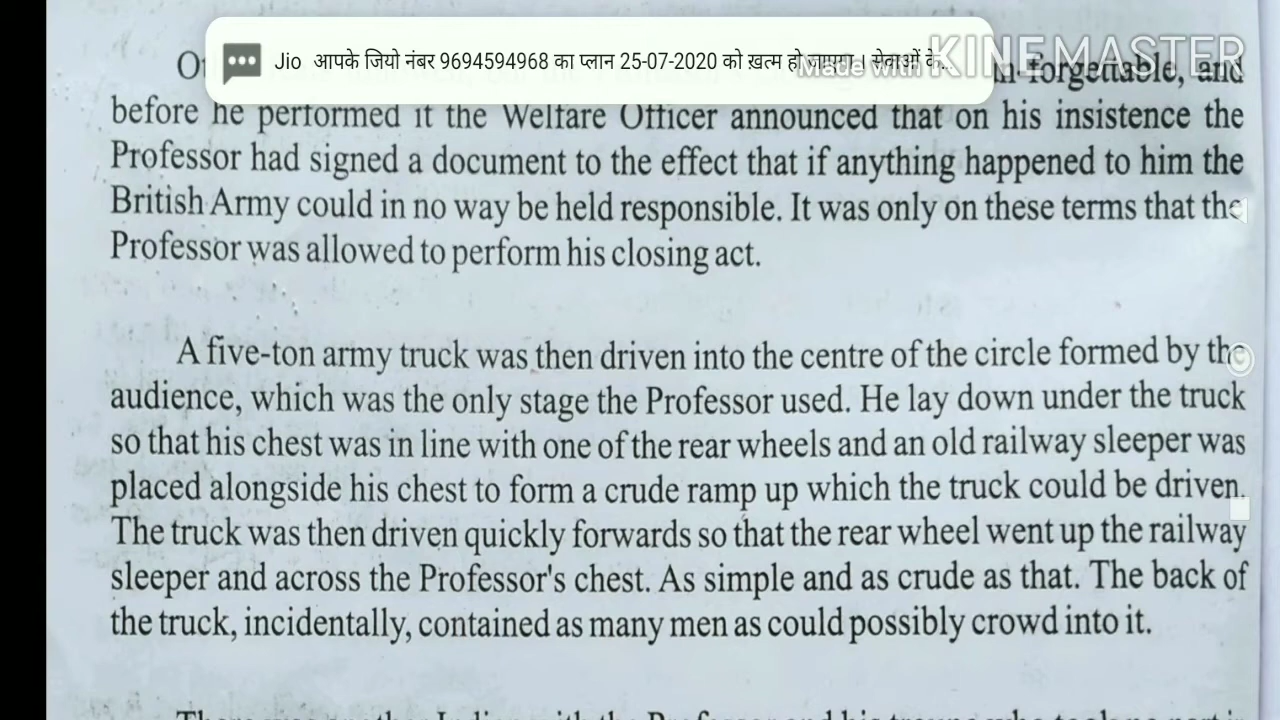 Jio आपके जियो नंबर 9694594968 का प्लान 25-07-2020 को ख़त्म हो जाएगा । सेवाओं के...
Made with KINEMASTER
forgettable, and
before he performed it the Welfare Officer announced that on his insistence the
Professor had signed a document to the effect that if anything happened to him the
British Army could in no way be held responsible. It was only on these terms that the
Professor was allowed to perform his closing act.
A five-ton army truck was then driven into the centre of the circle formed by the
audience, which was the only stage the Professor used. He lay down under the truck
so that his chest was in line with one of the rear wheels and an old railway sleeper was
placed alongside his chest to form a crude ramp up which the truck could be driven.
The truck was then driven quickly forwards so that the rear wheel went up the railway
sleeper and across the Professor's chest. As simple and as crude as that. The back of
the truck, incidentally, contained as many men as could possibly crowd into it.